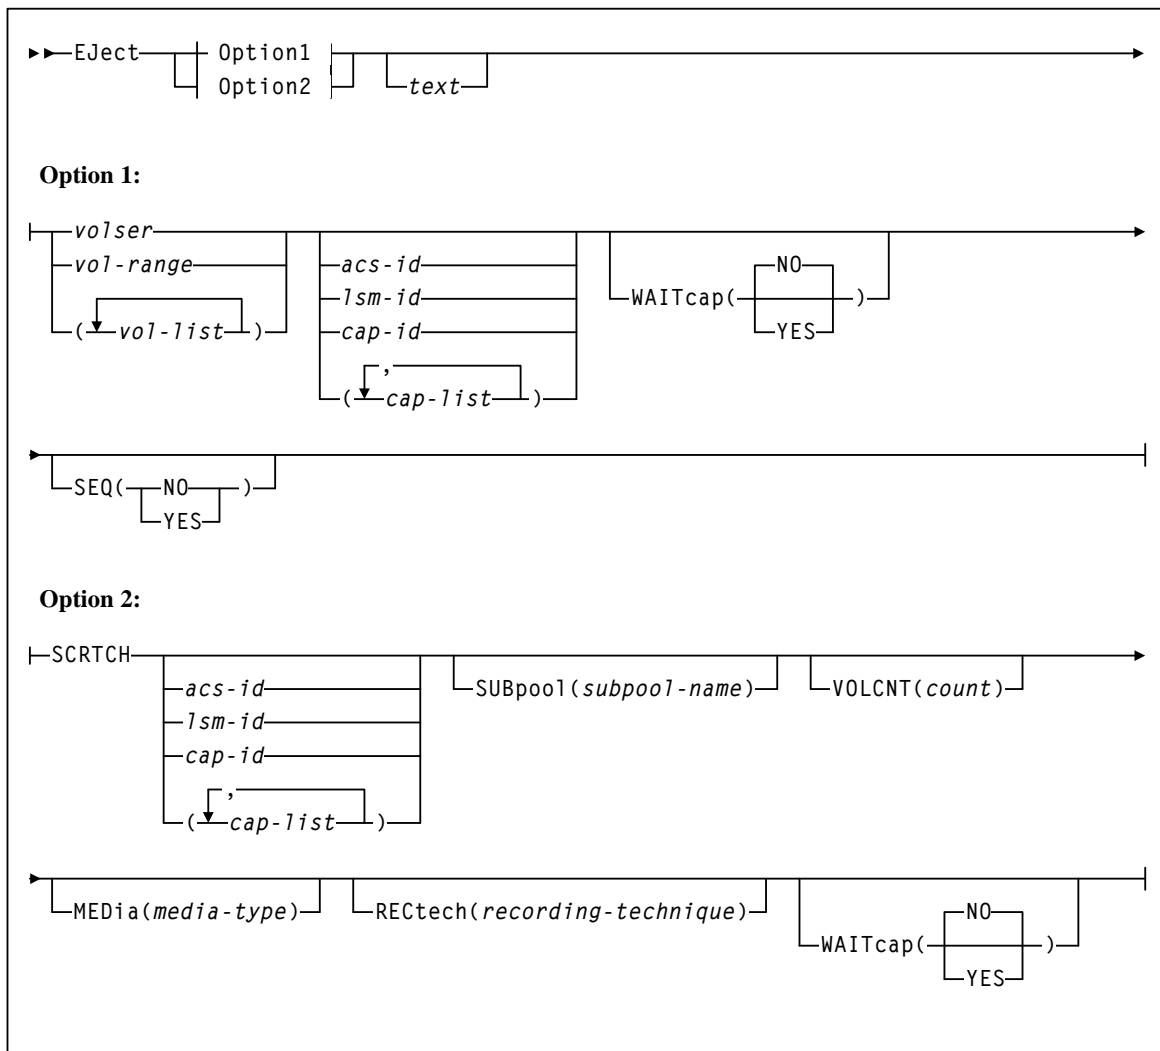 EJect Option1
Option2 text
Option 1:
volser
vol-range
( vol-list )
acs-id
lsm-id
cap-id
,
( cap-list )
NO
WAITcap( )
YES
SEQ( NO )
YES
Option 2:
SCRTCH
acs-id
lsm-id
cap-id
,
( cap-list )
SUBpool(subpool-name)
VOLCNT(count)
MEDia(media-type)
RECtech(recording-technique)
NO
WAITcap( )
YES